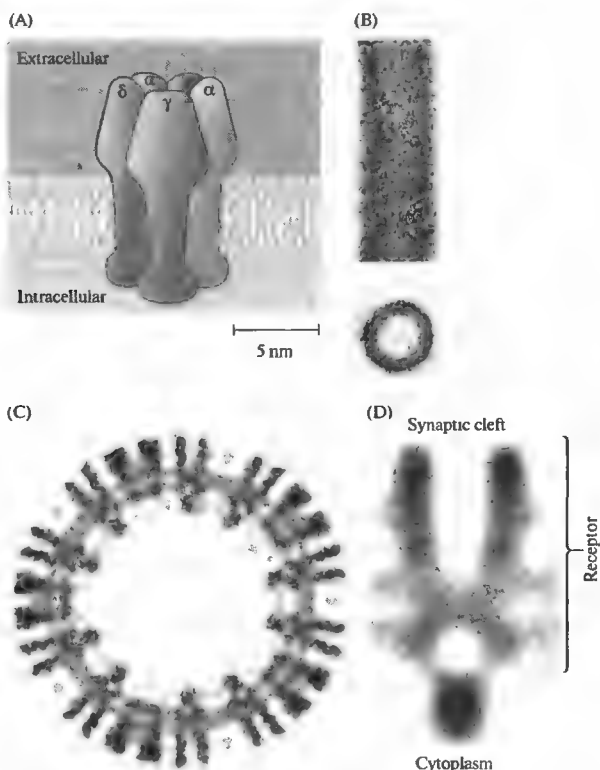 (A)
Extracellular
α
δ
γ
α
Intracellular
5 nm
(B)
(C)
(D)
Synaptic cleft
Receptor
Cytoplasm